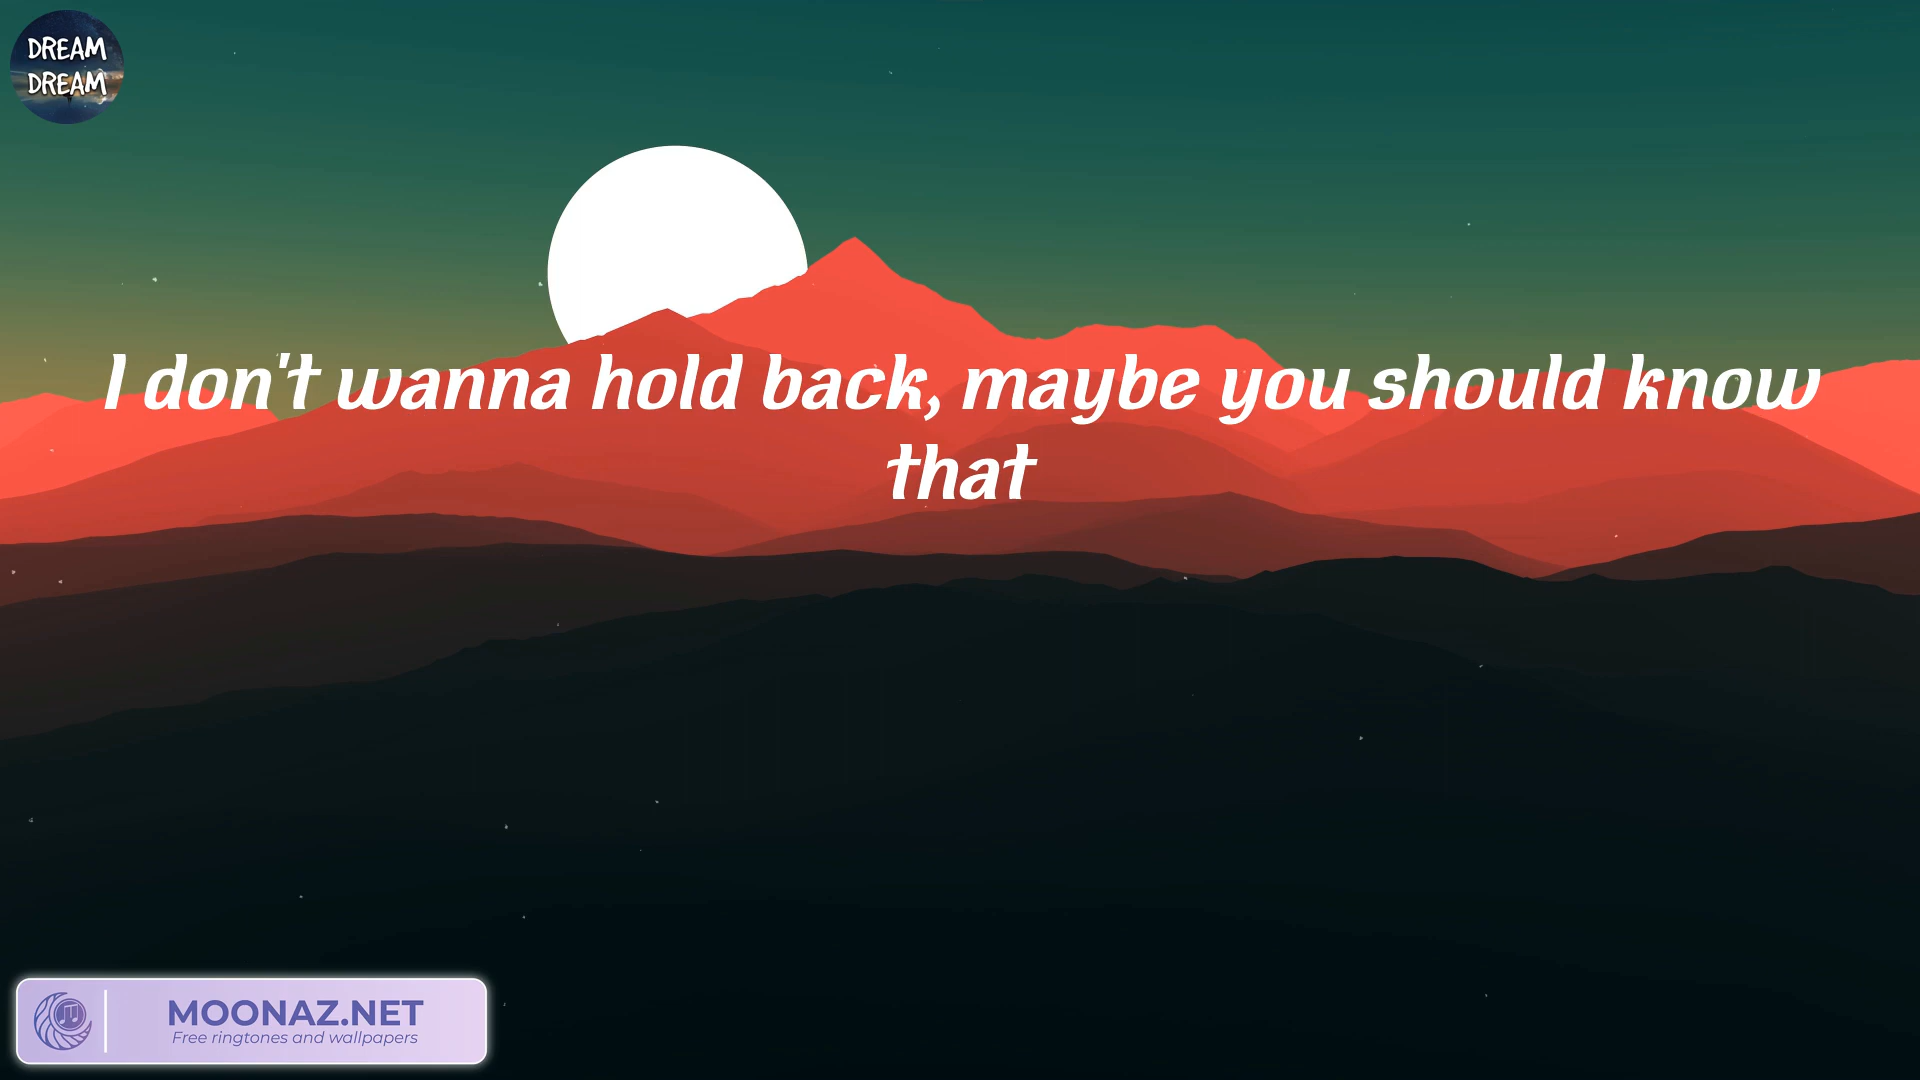 DREAM
DREAM
I don't wanna hold back, maybe you should know
that
MOONAZ.NET
Free ringtones and wallpapers